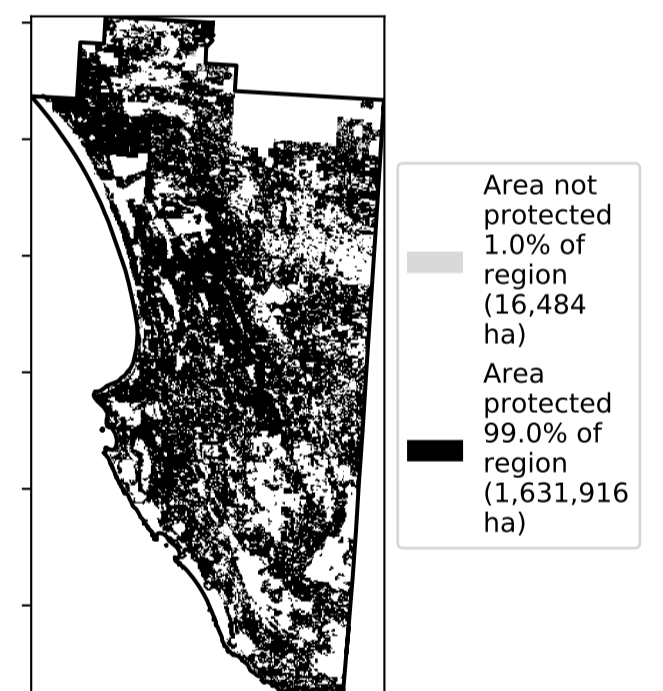 Area not
protected
1.0% of
region
(16,484
ha)
Area
protected
99.0% of
region
(1,631,916
ha)